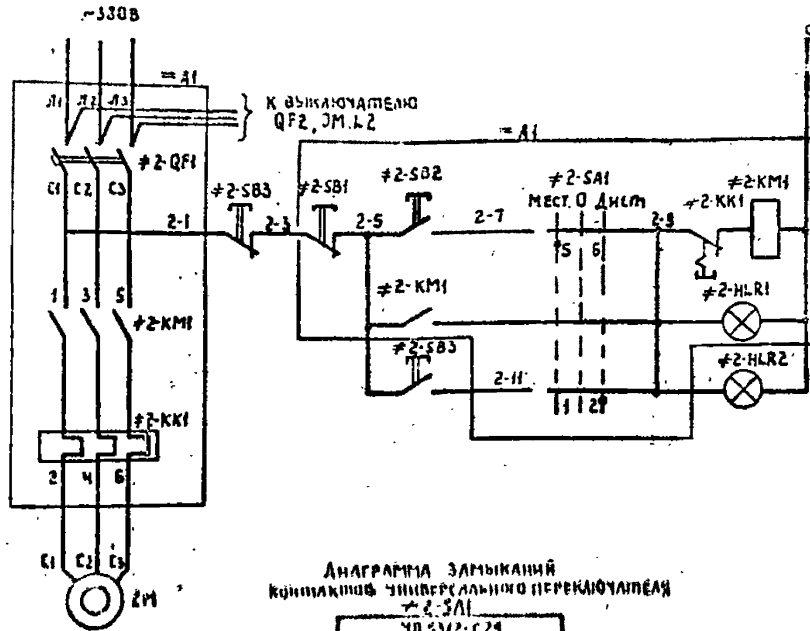 ~380В
=А1
Л1 Л2 Л3
К ВЫКЛЮЧАТЕЛЮ
QF2, ЭМ.L2
≠2-QF1
С1 С2 С3
=А1
≠2-SB3
≠2-SB1
≠2-SB2
≠2-SA1
МЕСТ. О ДИСТ
≠2-KK1
≠2-KM1
2-1
2-3
2-5
2-7
2-9
5 6
1 3 5
≠2-KM1
≠2-KM1
≠2-HLR1
≠2-SB3
2-11
1 2
≠2-HLR2
≠2-KK1
2 4 6
С1 С2 С3
2М
ДИАГРАММА ЗАМЫКАНИЙ
КОНТАКТОВ УНИВЕРСАЛЬНОГО ПЕРЕКЛЮЧАТЕЛЯ
≠2-SA1